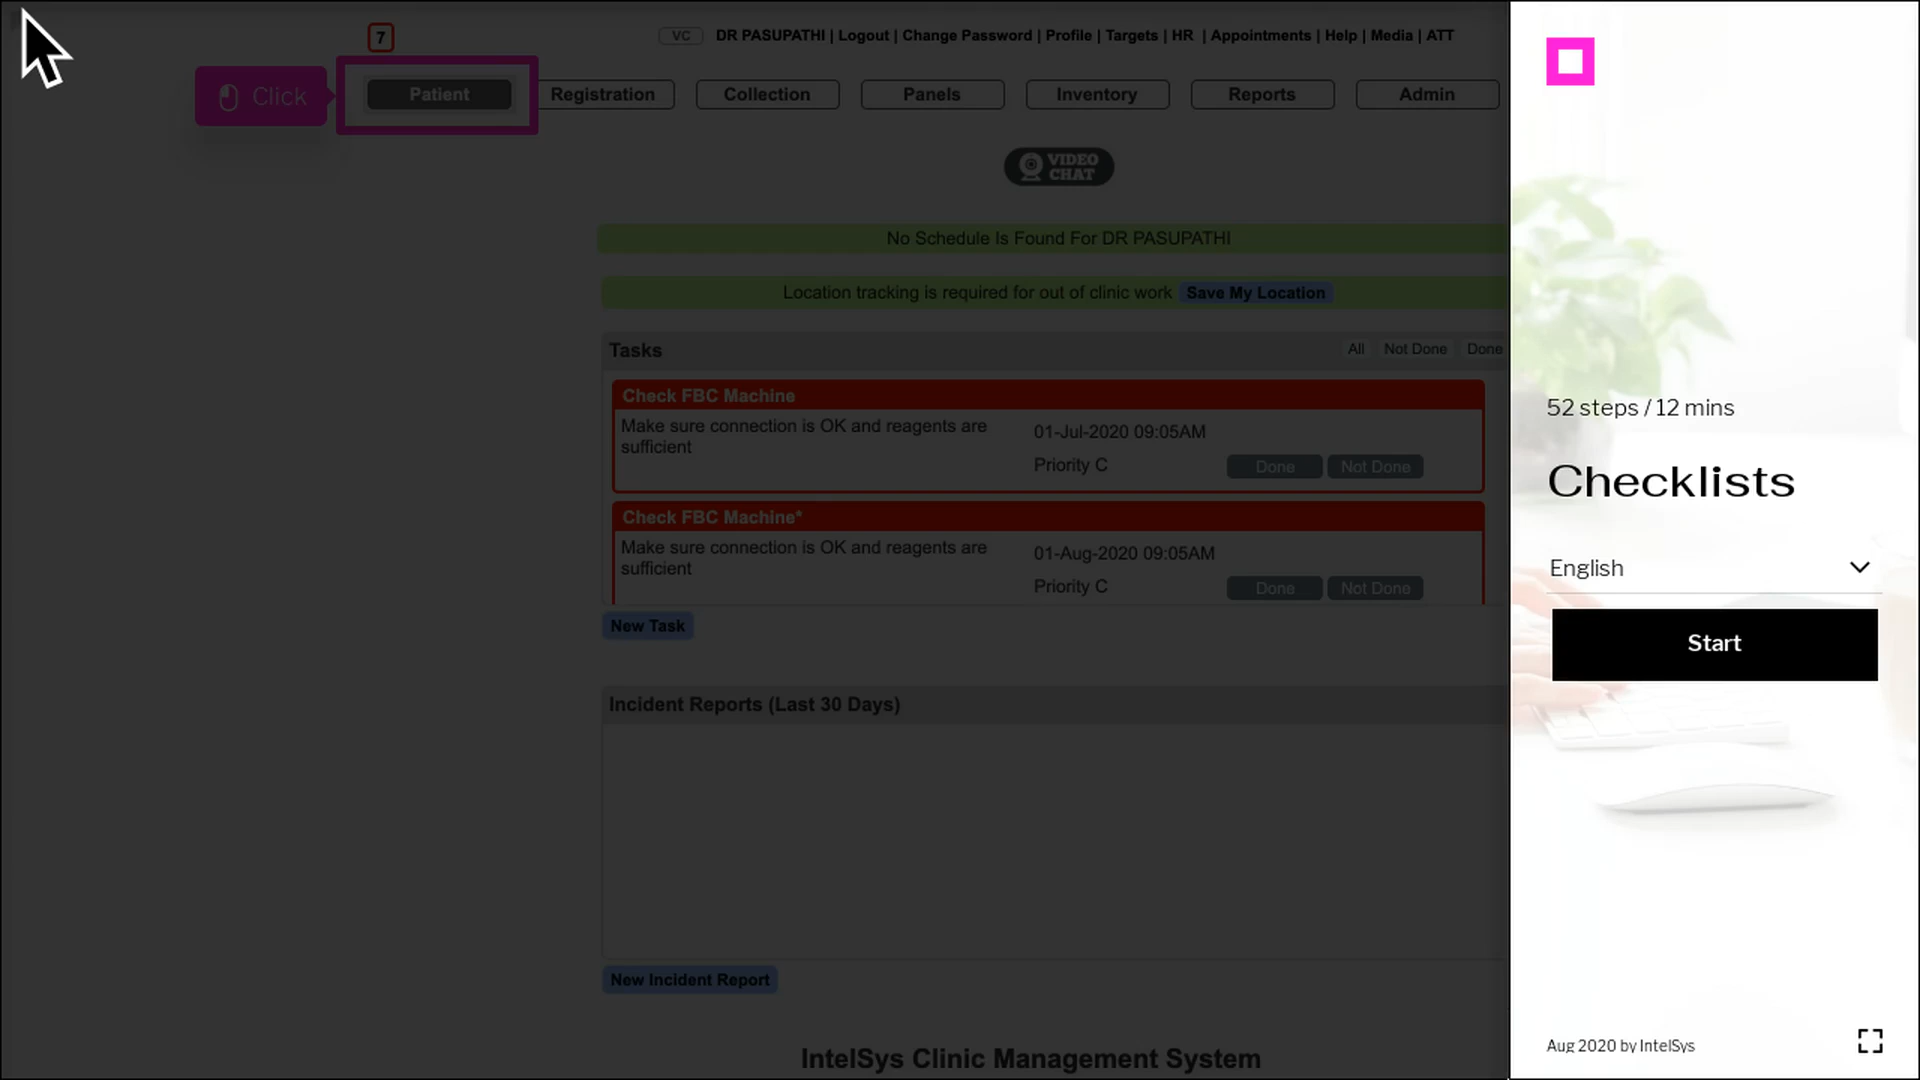 7
VC DR PASUPATHI | Logout | Change Password | Profile | Targets | HR | Appointments | Help | Media | ATT
Click
Patient Registration Collection Panels Inventory Reports Admin
VIDEO
CHAT
No Schedule Is Found For DR PASUPATHI
Location tracking is required for out of clinic work Save My Location
Tasks All Not Done Done
Check FBC Machine
Make sure connection is OK and reagents are
sufficient
01-Jul-2020 09:05AM
Priority C Done Not Done
Check FBC Machine*
Make sure connection is OK and reagents are
sufficient
01-Aug-2020 09:05AM
Priority C Done Not Done
New Task
Incident Reports (Last 30 Days)
New Incident Report
IntelSys Clinic Management System
52 steps / 12 mins
Checklists
English
Start
Aug 2020 by IntelSys